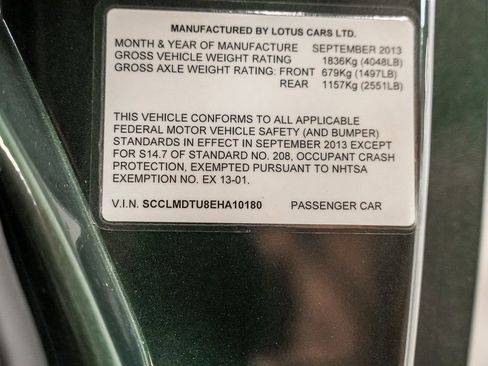 MANUFACTURED BY LOTUS CARS LTD.
MONTH & YEAR OF MANUFACTURE SEPTEMBER 2013
GROSS VEHICLE WEIGHT RATING 1836Kg (4048LB)
GROSS AXLE WEIGHT RATING: FRONT 679Kg (1497LB)
REAR 1157Kg (2551LB)
THIS VEHICLE CONFORMS TO ALL APPLICABLE
FEDERAL MOTOR VEHICLE SAFETY (AND BUMPER)
STANDARDS IN EFFECT IN SEPTEMBER 2013 EXCEPT
FOR S14.7 OF STANDARD NO. 208, OCCUPANT CRASH
PROTECTION, EXEMPTED PURSUANT TO NHTSA
EXEMPTION NO. EX 13-01.
V.I.N. SCCLMDTU8EHA10180 PASSENGER CAR